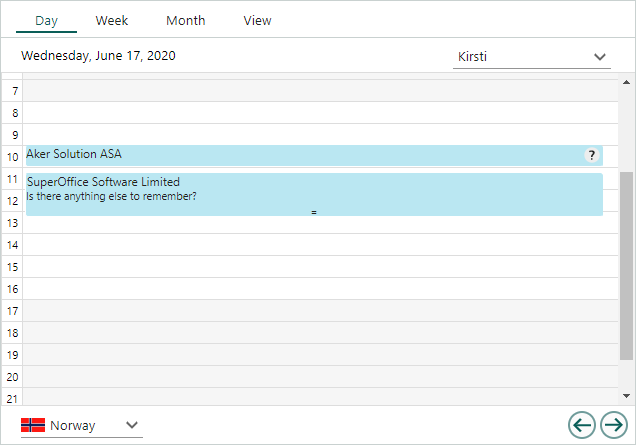 Day Week Month View
Wednesday, June 17, 2020 Kirsti
7
8
9
10 Aker Solution ASA ?
11 SuperOffice Software Limited
Is there anything else to remember?
12
=
13
14
15
16
17
18
19
20
21
Norway